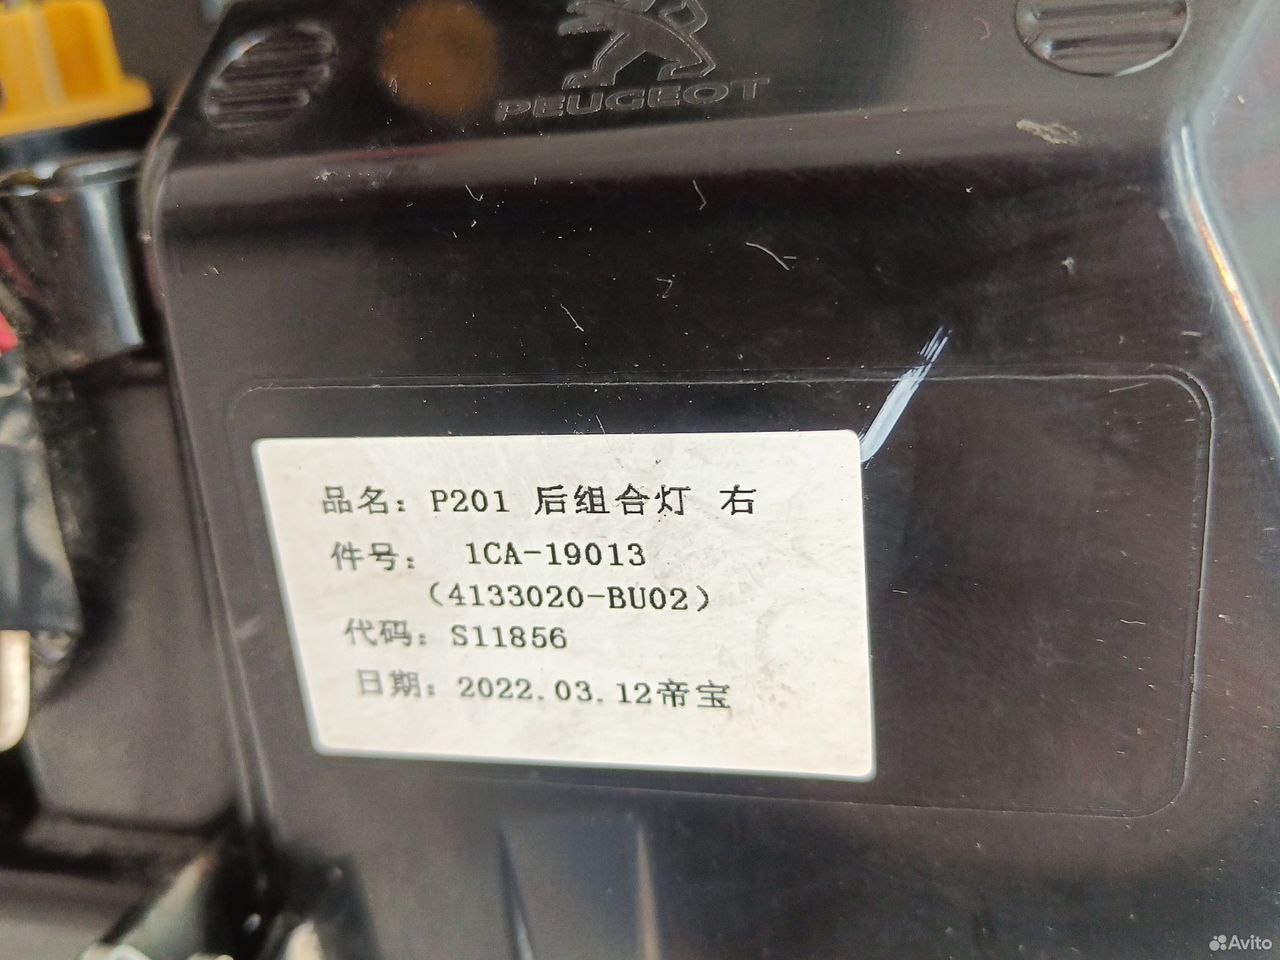 PEUGEOT
品名：P201 后组合灯 右
件号： 1CA-19013
（4133020-BU02）
代码：S11856
日期：2022.03.12帝宝
Avito